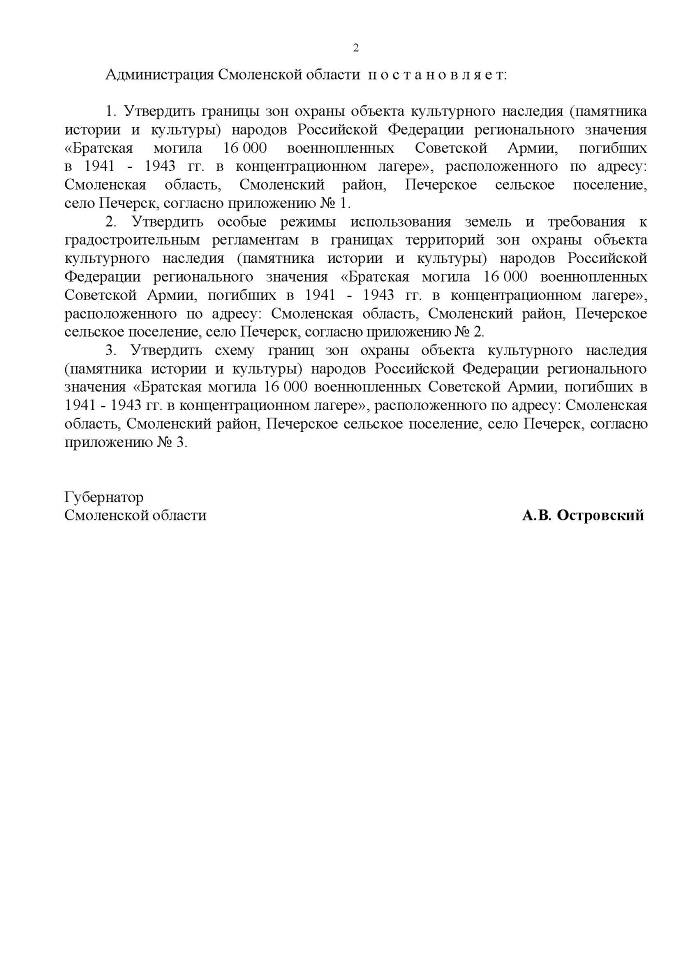 2
Администрация Смоленской области п о с т а н о в л я е т:
1. Утвердить границы зон охраны объекта культурного наследия (памятника
истории и культуры) народов Российской Федерации регионального значения
«Братская могила 16 000 военнопленных Советской Армии, погибших
в 1941 - 1943 гг. в концентрационном лагере», расположенного по адресу:
Смоленская область, Смоленский район, Печерское сельское поселение,
село Печерск, согласно приложению № 1.
2. Утвердить особые режимы использования земель и требования к
градостроительным регламентам в границах территорий зон охраны объекта
культурного наследия (памятника истории и культуры) народов Российской
Федерации регионального значения «Братская могила 16 000 военнопленных
Советской Армии, погибших в 1941 - 1943 гг. в концентрационном лагере»,
расположенного по адресу: Смоленская область, Смоленский район, Печерское
сельское поселение, село Печерск, согласно приложению № 2.
3. Утвердить схему границ зон охраны объекта культурного наследия
(памятника истории и культуры) народов Российской Федерации регионального
значения «Братская могила 16 000 военнопленных Советской Армии, погибших в
1941 - 1943 гг. в концентрационном лагере», расположенного по адресу: Смоленская
область, Смоленский район, Печерское сельское поселение, село Печерск, согласно
приложению № 3.
Губернатор
Смоленской области А.В. Островский